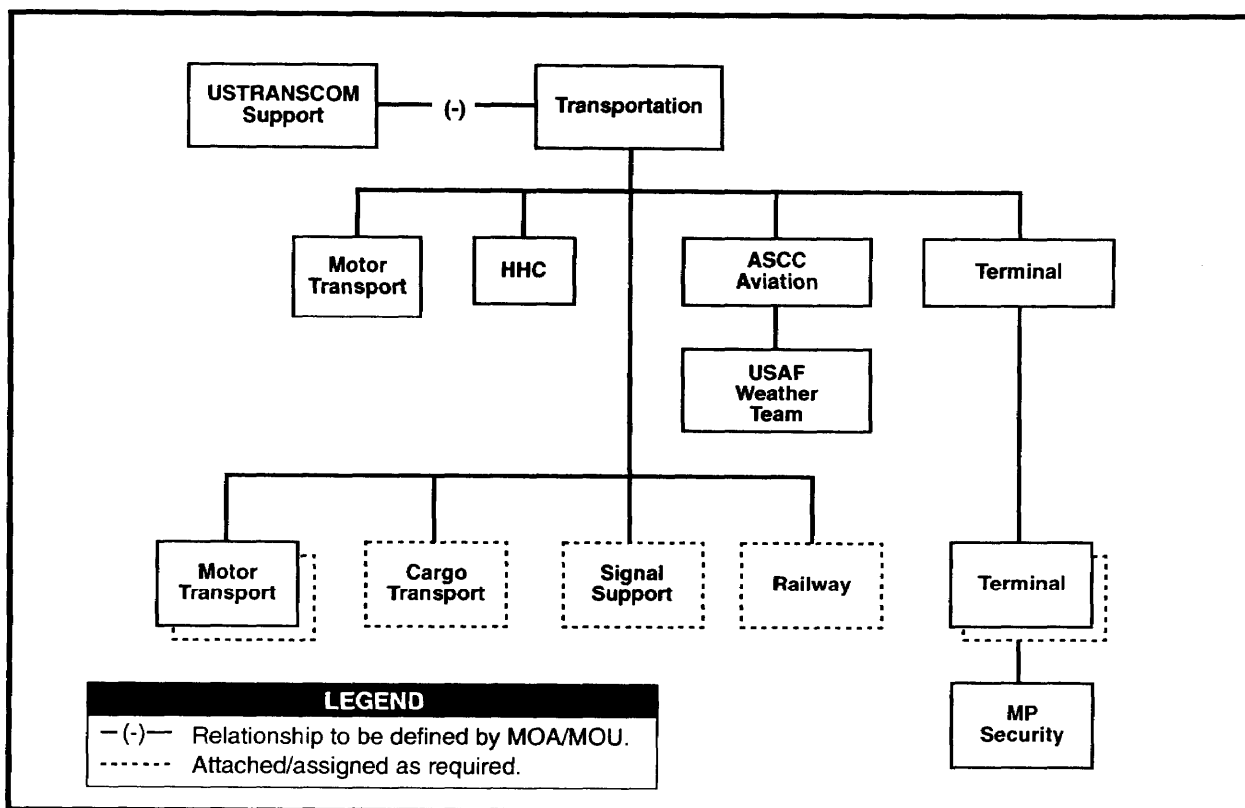 USTRANSCOM
Support
(-)
Transportation
Motor
Transport
HHC
ASCC
Aviation
Terminal
USAF
Weather
Team
Motor
Transport
Cargo
Transport
Signal
Support
Railway
Terminal
MP
Security
LEGEND
—(-)— Relationship to be defined by MOA/MOU.
------- Attached/assigned as required.